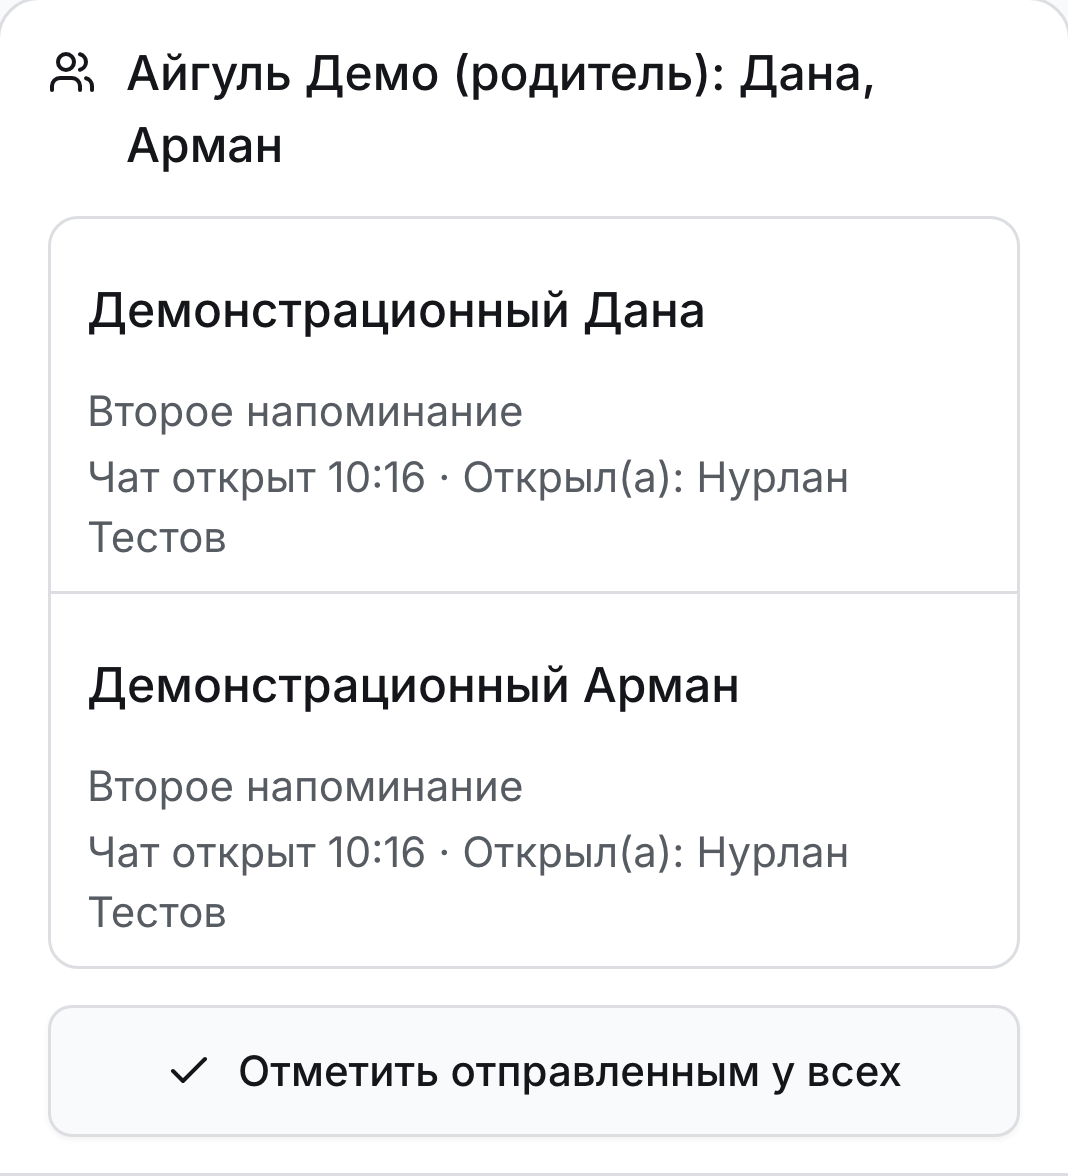 Айгуль Демо (родитель): Дана,
Арман
Демонстрационный Дана
Второе напоминание
Чат открыт 10:16 · Открыл(а): Нурлан
Тестов
Демонстрационный Арман
Второе напоминание
Чат открыт 10:16 · Открыл(а): Нурлан
Тестов
Отметить отправленным у всех